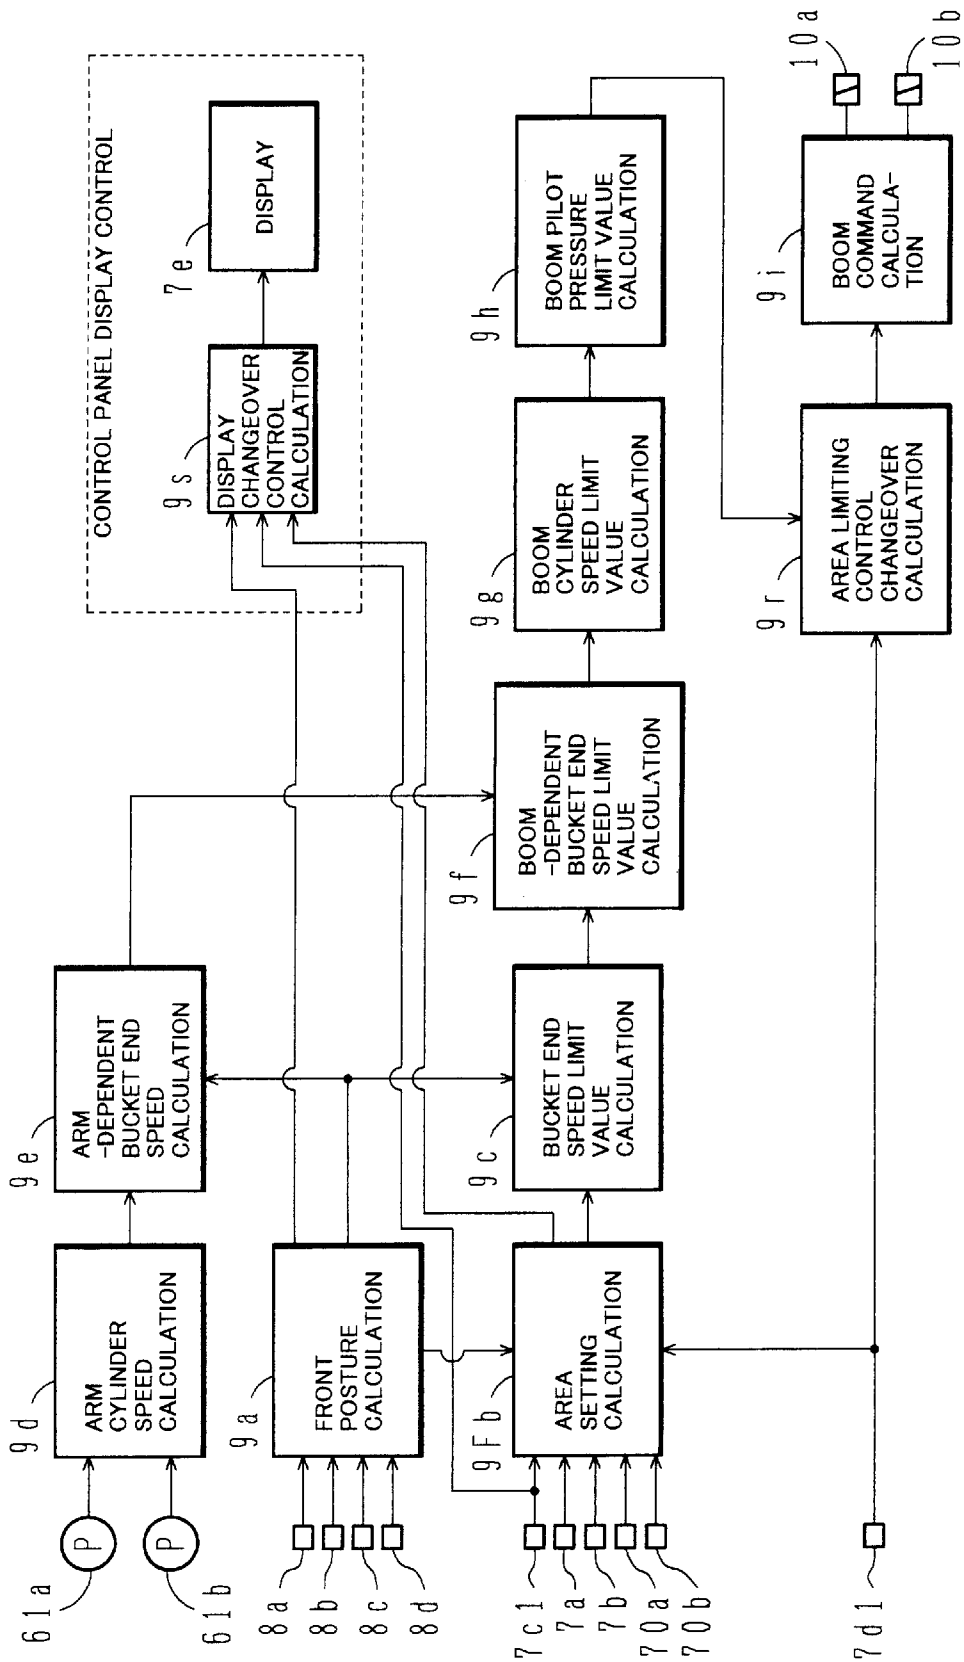 CONTROL PANEL DISPLAY CONTROL
9s
DISPLAY
CHANGEOVER
CONTROL
CALCULATION
7e
DISPLAY
61a
61b
P
P
9d
ARM
CYLINDER
SPEED
CALCULATION
9e
ARM
-DEPENDENT
BUCKET END
SPEED
CALCULATION
8a
8b
8c
8d
9a
FRONT
POSTURE
CALCULATION
7c1
7a
7b
70a
70b
9Fb
AREA
SETTING
CALCULATION
9c
BUCKET END
SPEED LIMIT
VALUE
CALCULATION
9f
BOOM
-DEPENDENT
BUCKET END
SPEED LIMIT
VALUE
CALCULATION
9g
BOOM
CYLINDER
SPEED LIMIT
VALUE
CALCULATION
9h
BOOM PILOT
PRESSURE
LIMIT VALUE
CALCULATION
7d1
9r
AREA LIMITING
CONTROL
CHANGEOVER
CALCULATION
9i
BOOM
COMMAND
CALCULA-
TION
10a
10b